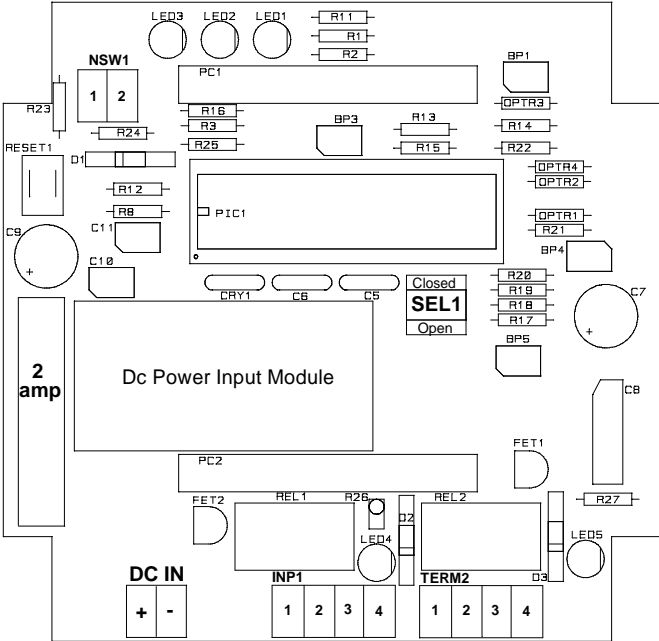 LED3 LED2 LED1 R11
R1
R2
NSW1
1 2
PC1
BP1
R23
OPTR3
R16
R3
R25
R24
BP3
R13
R15
R14
R22
RESET1
D1
OPTR4
OPTR2
R12
R8
PIC1
OPTR1
R21
C11
C9
+
C10
BP4
CRY1 C6 C5
Closed
SEL1
Open
R20
R19
R18
R17
C7
+
BP5
2
amp
Dc Power Input Module
C8
PC2
FET1
FET2
REL1
R26
REL2
R27
D2
LED4
LED5
D3
DC IN
+ -
INP1
1 2 3 4
TERM2
1 2 3 4